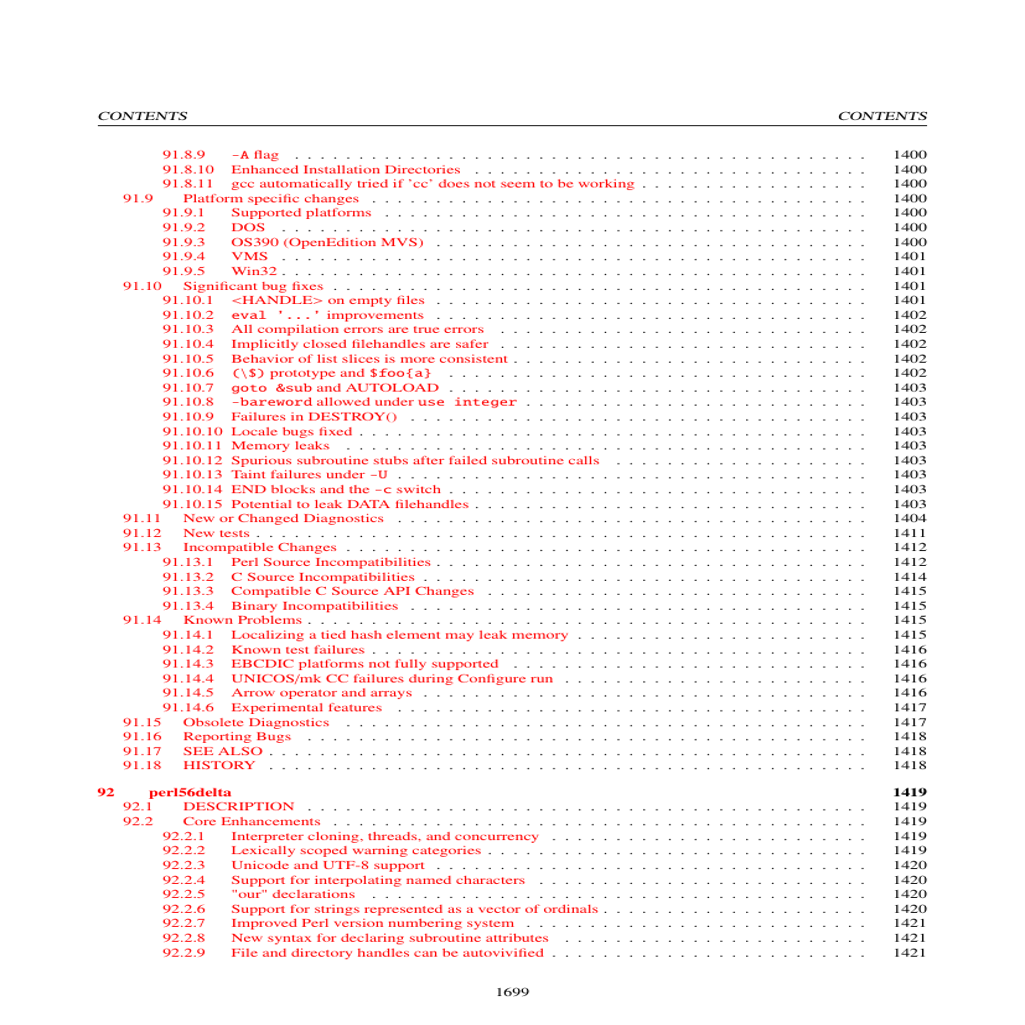 CONTENTS CONTENTS
91.8.9 -A flag . . . . . . . . . . . . . . . . . . . . 1400
91.8.10 Enhanced Installation Directories . . . . . . . . . . . . . . . . . . . . 1400
91.8.11 gcc automatically tried if 'cc' does not seem to be working . . . . . . . . . . . . . . . . . . . . 1400
91.9 Platform specific changes . . . . . . . . . . . . . . . . . . . . 1400
91.9.1 Supported platforms . . . . . . . . . . . . . . . . . . . . 1400
91.9.2 DOS . . . . . . . . . . . . . . . . . . . . 1400
91.9.3 OS390 (OpenEdition MVS) . . . . . . . . . . . . . . . . . . . . 1400
91.9.4 VMS . . . . . . . . . . . . . . . . . . . . 1401
91.9.5 Win32 . . . . . . . . . . . . . . . . . . . . 1401
91.10 Significant bug fixes . . . . . . . . . . . . . . . . . . . . 1401
91.10.1 <HANDLE> on empty files . . . . . . . . . . . . . . . . . . . . 1401
91.10.2 eval '...' improvements . . . . . . . . . . . . . . . . . . . . 1402
91.10.3 All compilation errors are true errors . . . . . . . . . . . . . . . . . . . . 1402
91.10.4 Implicitly closed filehandles are safer . . . . . . . . . . . . . . . . . . . . 1402
91.10.5 Behavior of list slices is more consistent . . . . . . . . . . . . . . . . . . . . 1402
91.10.6 (\$) prototype and $foo{a} . . . . . . . . . . . . . . . . . . . . 1402
91.10.7 goto &sub and AUTOLOAD . . . . . . . . . . . . . . . . . . . . 1403
91.10.8 -bareword allowed under use integer . . . . . . . . . . . . . . . . . . . . 1403
91.10.9 Failures in DESTROY() . . . . . . . . . . . . . . . . . . . . 1403
91.10.10 Locale bugs fixed . . . . . . . . . . . . . . . . . . . . 1403
91.10.11 Memory leaks . . . . . . . . . . . . . . . . . . . . 1403
91.10.12 Spurious subroutine stubs after failed subroutine calls . . . . . . . . . . . . . . . . . . . . 1403
91.10.13 Taint failures under -U . . . . . . . . . . . . . . . . . . . . 1403
91.10.14 END blocks and the -c switch . . . . . . . . . . . . . . . . . . . . 1403
91.10.15 Potential to leak DATA filehandles . . . . . . . . . . . . . . . . . . . . 1403
91.11 New or Changed Diagnostics . . . . . . . . . . . . . . . . . . . . 1404
91.12 New tests . . . . . . . . . . . . . . . . . . . . 1411
91.13 Incompatible Changes . . . . . . . . . . . . . . . . . . . . 1412
91.13.1 Perl Source Incompatibilities . . . . . . . . . . . . . . . . . . . . 1412
91.13.2 C Source Incompatibilities . . . . . . . . . . . . . . . . . . . . 1414
91.13.3 Compatible C Source API Changes . . . . . . . . . . . . . . . . . . . . 1415
91.13.4 Binary Incompatibilities . . . . . . . . . . . . . . . . . . . . 1415
91.14 Known Problems . . . . . . . . . . . . . . . . . . . . 1415
91.14.1 Localizing a tied hash element may leak memory . . . . . . . . . . . . . . . . . . . . 1415
91.14.2 Known test failures . . . . . . . . . . . . . . . . . . . . 1416
91.14.3 EBCDIC platforms not fully supported . . . . . . . . . . . . . . . . . . . . 1416
91.14.4 UNICOS/mk CC failures during Configure run . . . . . . . . . . . . . . . . . . . . 1416
91.14.5 Arrow operator and arrays . . . . . . . . . . . . . . . . . . . . 1416
91.14.6 Experimental features . . . . . . . . . . . . . . . . . . . . 1417
91.15 Obsolete Diagnostics . . . . . . . . . . . . . . . . . . . . 1417
91.16 Reporting Bugs . . . . . . . . . . . . . . . . . . . . 1418
91.17 SEE ALSO . . . . . . . . . . . . . . . . . . . . 1418
91.18 HISTORY . . . . . . . . . . . . . . . . . . . . 1418
92 perl56delta 1419
92.1 DESCRIPTION . . . . . . . . . . . . . . . . . . . . 1419
92.2 Core Enhancements . . . . . . . . . . . . . . . . . . . . 1419
92.2.1 Interpreter cloning, threads, and concurrency . . . . . . . . . . . . . . . . . . . . 1419
92.2.2 Lexically scoped warning categories . . . . . . . . . . . . . . . . . . . . 1419
92.2.3 Unicode and UTF-8 support . . . . . . . . . . . . . . . . . . . . 1420
92.2.4 Support for interpolating named characters . . . . . . . . . . . . . . . . . . . . 1420
92.2.5 "our" declarations . . . . . . . . . . . . . . . . . . . . 1420
92.2.6 Support for strings represented as a vector of ordinals . . . . . . . . . . . . . . . . . . . . 1420
92.2.7 Improved Perl version numbering system . . . . . . . . . . . . . . . . . . . . 1421
92.2.8 New syntax for declaring subroutine attributes . . . . . . . . . . . . . . . . . . . . 1421
92.2.9 File and directory handles can be autovivified . . . . . . . . . . . . . . . . . . . . 1421
1699